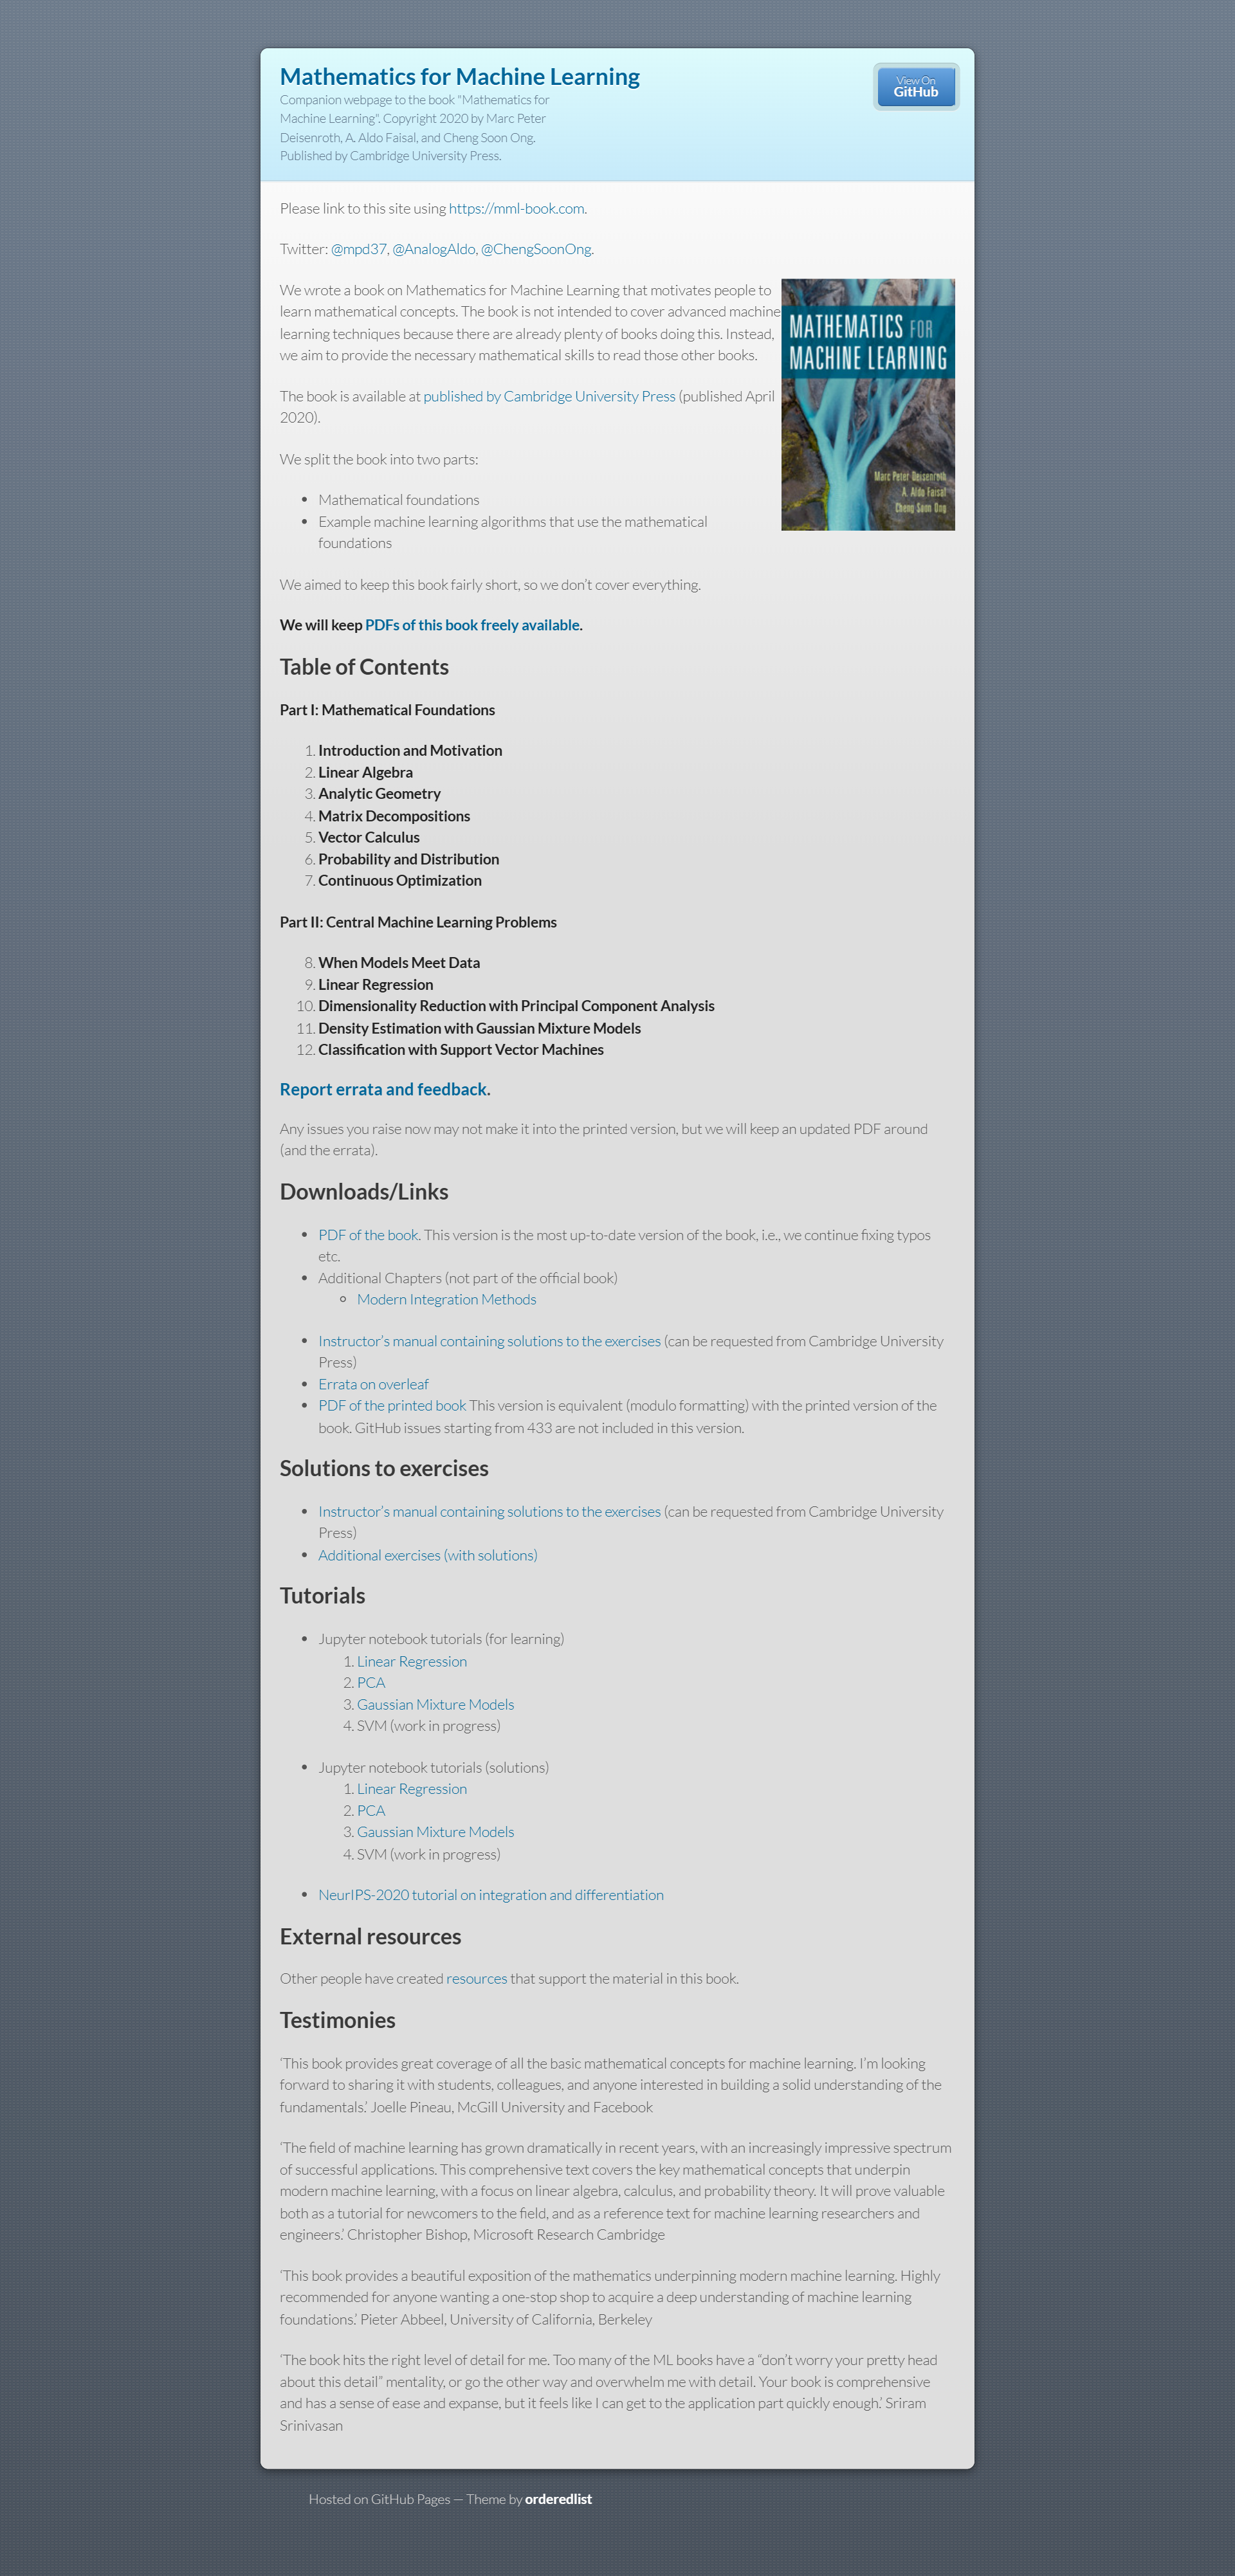 Mathematics for Machine Learning
Companion webpage to the book "Mathematics for
Machine Learning". Copyright 2020 by Marc Peter
Deisenroth, A. Aldo Faisal, and Cheng Soon Ong.
Published by Cambridge University Press.
View On
GitHub
Please link to this site using https://mml-book.com.
Twitter: @mpd37, @AnalogAldo, @ChengSoonOng.
We wrote a book on Mathematics for Machine Learning that motivates people to
learn mathematical concepts. The book is not intended to cover advanced machine
learning techniques because there are already plenty of books doing this. Instead,
we aim to provide the necessary mathematical skills to read those other books.
MATHEMATICS FOR
MACHINE LEARNING
Marc Peter Deisenroth
A. Aldo Faisal
Cheng Soon Ong
The book is available at published by Cambridge University Press (published April
2020).
We split the book into two parts:
• Mathematical foundations
• Example machine learning algorithms that use the mathematical
foundations
We aimed to keep this book fairly short, so we don’t cover everything.
We will keep PDFs of this book freely available.
Table of Contents
Part I: Mathematical Foundations
1. Introduction and Motivation
2. Linear Algebra
3. Analytic Geometry
4. Matrix Decompositions
5. Vector Calculus
6. Probability and Distribution
7. Continuous Optimization
Part II: Central Machine Learning Problems
8. When Models Meet Data
9. Linear Regression
10. Dimensionality Reduction with Principal Component Analysis
11. Density Estimation with Gaussian Mixture Models
12. Classification with Support Vector Machines
Report errata and feedback.
Any issues you raise now may not make it into the printed version, but we will keep an updated PDF around
(and the errata).
Downloads/Links
• PDF of the book. This version is the most up-to-date version of the book, i.e., we continue fixing typos
etc.
• Additional Chapters (not part of the official book)
◦ Modern Integration Methods
• Instructor’s manual containing solutions to the exercises (can be requested from Cambridge University
Press)
• Errata on overleaf
• PDF of the printed book This version is equivalent (modulo formatting) with the printed version of the
book. GitHub issues starting from 433 are not included in this version.
Solutions to exercises
• Instructor’s manual containing solutions to the exercises (can be requested from Cambridge University
Press)
• Additional exercises (with solutions)
Tutorials
• Jupyter notebook tutorials (for learning)
1. Linear Regression
2. PCA
3. Gaussian Mixture Models
4. SVM (work in progress)
• Jupyter notebook tutorials (solutions)
1. Linear Regression
2. PCA
3. Gaussian Mixture Models
4. SVM (work in progress)
• NeurIPS-2020 tutorial on integration and differentiation
External resources
Other people have created resources that support the material in this book.
Testimonies
‘This book provides great coverage of all the basic mathematical concepts for machine learning. I’m looking
forward to sharing it with students, colleagues, and anyone interested in building a solid understanding of the
fundamentals.’ Joelle Pineau, McGill University and Facebook
‘The field of machine learning has grown dramatically in recent years, with an increasingly impressive spectrum
of successful applications. This comprehensive text covers the key mathematical concepts that underpin
modern machine learning, with a focus on linear algebra, calculus, and probability theory. It will prove valuable
both as a tutorial for newcomers to the field, and as a reference text for machine learning researchers and
engineers.’ Christopher Bishop, Microsoft Research Cambridge
‘This book provides a beautiful exposition of the mathematics underpinning modern machine learning. Highly
recommended for anyone wanting a one-stop shop to acquire a deep understanding of machine learning
foundations.’ Pieter Abbeel, University of California, Berkeley
‘The book hits the right level of detail for me. Too many of the ML books have a “don’t worry your pretty head
about this detail” mentality, or go the other way and overwhelm me with detail. Your book is comprehensive
and has a sense of ease and expanse, but it feels like I can get to the application part quickly enough.’ Sriram
Srinivasan
Hosted on GitHub Pages — Theme by orderedlist